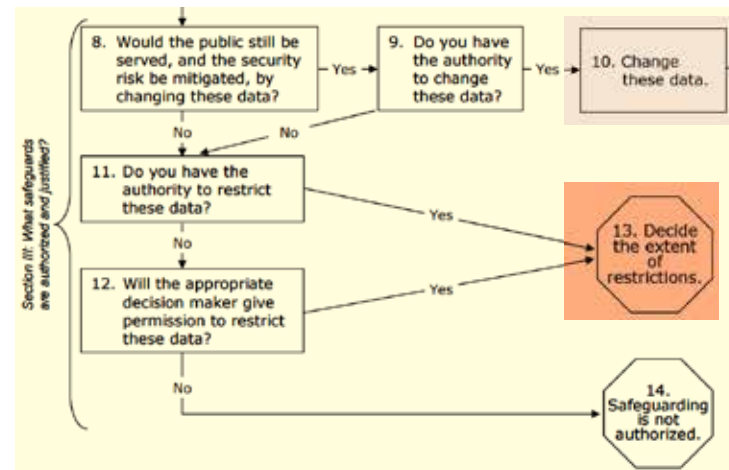 8. Would the public still be
served, and the security
risk be mitigated, by
changing these data?
Yes
9. Do you have
the authority
to change
these data?
Yes
10. Change
these data.
No
No
11. Do you have the
authority to restrict
these data?
Yes
No
12. Will the appropriate
decision maker give
permission to restrict
these data?
Yes
13. Decide
the extent
of
restrictions.
No
14.
Safeguarding
is not
authorized.
Section III: What safeguards
are authorized and justified?